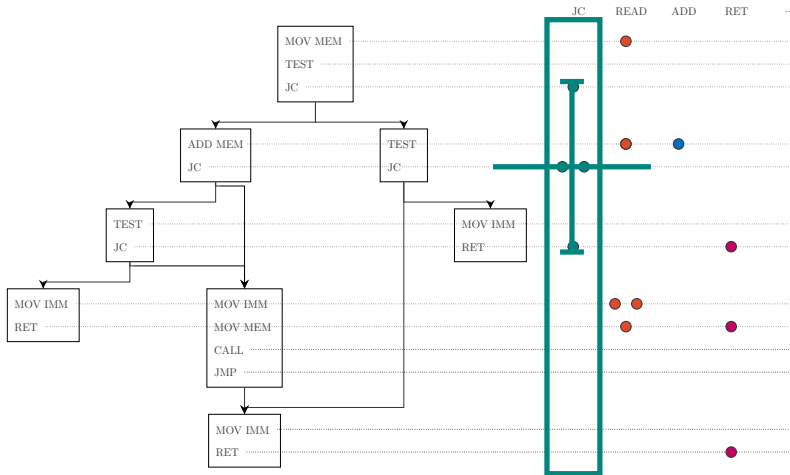 JC READ ADD RET
MOV MEM
TEST
JC
ADD MEM
JC
TEST
JC
TEST
JC
MOV IMM
RET
MOV IMM
RET
MOV IMM
MOV MEM
CALL
JMP
MOV IMM
RET